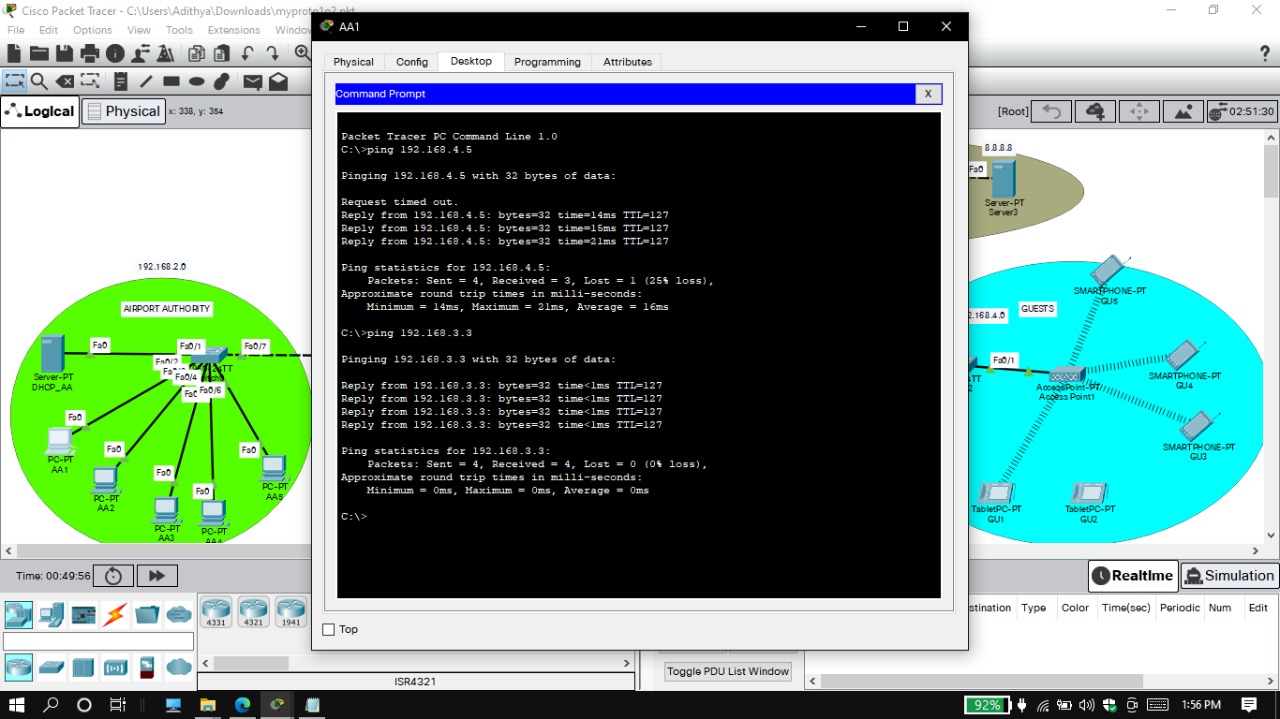 Cisco Packet Tracer - C:\Users\Adithya\Downloads\myproto1o2.pkt
File Edit Options View Tools Extensions Window
?
Logical
Physical
x: 338, y: 354
[Root]
02:51:30
AA1
Physical Config Desktop Programming Attributes
Command Prompt
X
Packet Tracer PC Command Line 1.0
C:\>ping 192.168.4.5
Pinging 192.168.4.5 with 32 bytes of data:
Request timed out.
Reply from 192.168.4.5: bytes=32 time=14ms TTL=127
Reply from 192.168.4.5: bytes=32 time=15ms TTL=127
Reply from 192.168.4.5: bytes=32 time=21ms TTL=127
Ping statistics for 192.168.4.5:
Packets: Sent = 4, Received = 3, Lost = 1 (25% loss),
Approximate round trip times in milli-seconds:
Minimum = 14ms, Maximum = 21ms, Average = 16ms
C:\>ping 192.168.3.3
Pinging 192.168.3.3 with 32 bytes of data:
Reply from 192.168.3.3: bytes=32 time<1ms TTL=127
Reply from 192.168.3.3: bytes=32 time<1ms TTL=127
Reply from 192.168.3.3: bytes=32 time<1ms TTL=127
Reply from 192.168.3.3: bytes=32 time<1ms TTL=127
Ping statistics for 192.168.3.3:
Packets: Sent = 4, Received = 4, Lost = 0 (0% loss),
Approximate round trip times in milli-seconds:
Minimum = 0ms, Maximum = 0ms, Average = 0ms
C:\>
Top
192.168.2.0
AIRPORT AUTHORITY
Fa0
Fa0/1
Fa0/7
Fa0/4
Fa0/6
Server-PT
DHCP_AA
Fa0
PC-PT
AA1
Fa0
PC-PT
AA2
Fa0
PC-PT
AA3
Fa0
PC-PT
AA4
Fa0
PC-PT
AA5
8.8.8.8
Fa0
Server-PT
Server3
GUESTS
2.168.4.0
Fa0/1
AccessPoint-PT
Access Point1
SMARTPHONE-PT
GU5
SMARTPHONE-PT
GU4
SMARTPHONE-PT
GU3
TabletPC-PT
GU1
TabletPC-PT
GU2
Time: 00:49:56
Realtime
Simulation
4331 4321 1941
ISR4321
stination Type Color Time(sec) Periodic Num Edit
Toggle PDU List Window
92%
1:56 PM